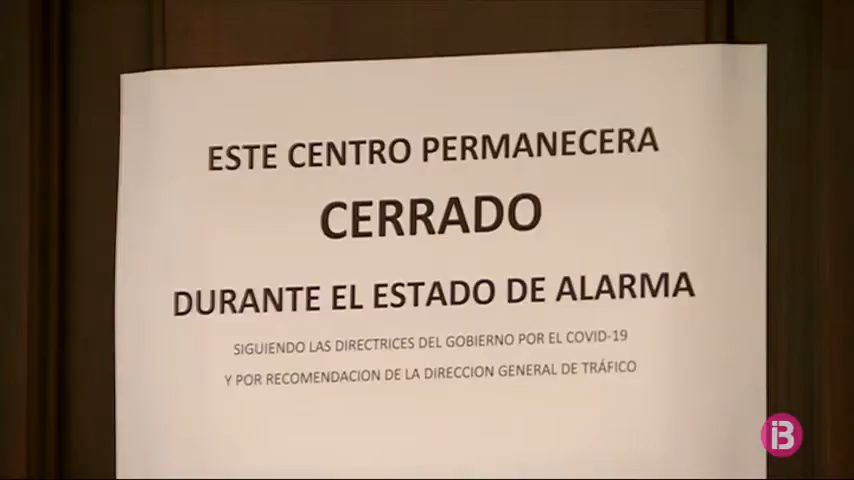 ESTE CENTRO PERMANECERA
CERRADO
DURANTE EL ESTADO DE ALARMA
SIGUIENDO LAS DIRECTRICES DEL GOBIERNO POR EL COVID-19
Y POR RECOMENDACION DE LA DIRECCION GENERAL DE TRÁFICO
iB